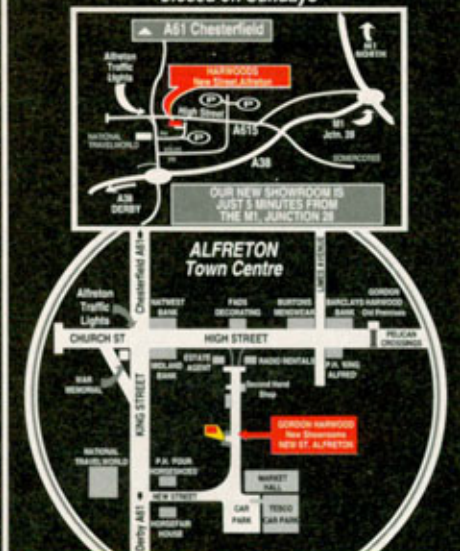 Closed on Sundays
A61 Chesterfield
M1
NORTH
Alfreton
Traffic
Lights
HARWOODS
New Street, Alfreton
P
P
High Street
P
NATIONAL
TRAVELWORLD
A615
M1
Jctn. 28
A38
SOMERCOTES
A38
DERBY
OUR NEW SHOWROOM IS
JUST 5 MINUTES FROM
THE M1, JUNCTION 28
ALFRETON
Town Centre
Chesterfield A61
Alfreton
Traffic
Lights
NATWEST
BANK
FADS
DECORATING
BURTONS
MENSWEAR
BARCLAYS
BANK
GORDON
HARWOOD
Old Premises
CHURCH ST
HIGH STREET
PELICAN
CROSSINGS
WAR
MEMORIAL
MIDLAND
BANK
ESTATE
AGENT
RADIO RENTALS
P.H. 'KING
ALFRED'
Second Hand
Shop
KING STREET
GORDON HARWOOD
New Showrooms
NEW ST. ALFRETON
NATIONAL
TRAVELWORLD
P.H. 'FOUR
HORSESHOES'
MARKET
HALL
NEW STREET
CAR
PARK
TESCO
CAR PARK
HORSEFAIR
HOUSE
Derby A61